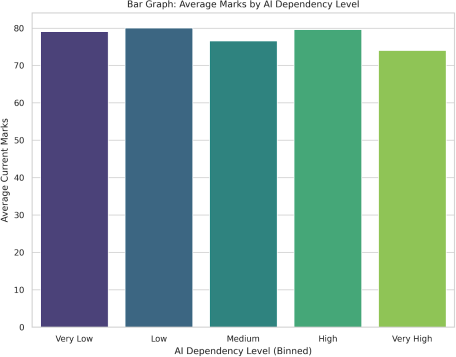 Bar Graph: Average Marks by AI Dependency Level
Average Current Marks
80
70
60
50
40
30
20
10
0
Very Low Low Medium High Very High
AI Dependency Level (Binned)